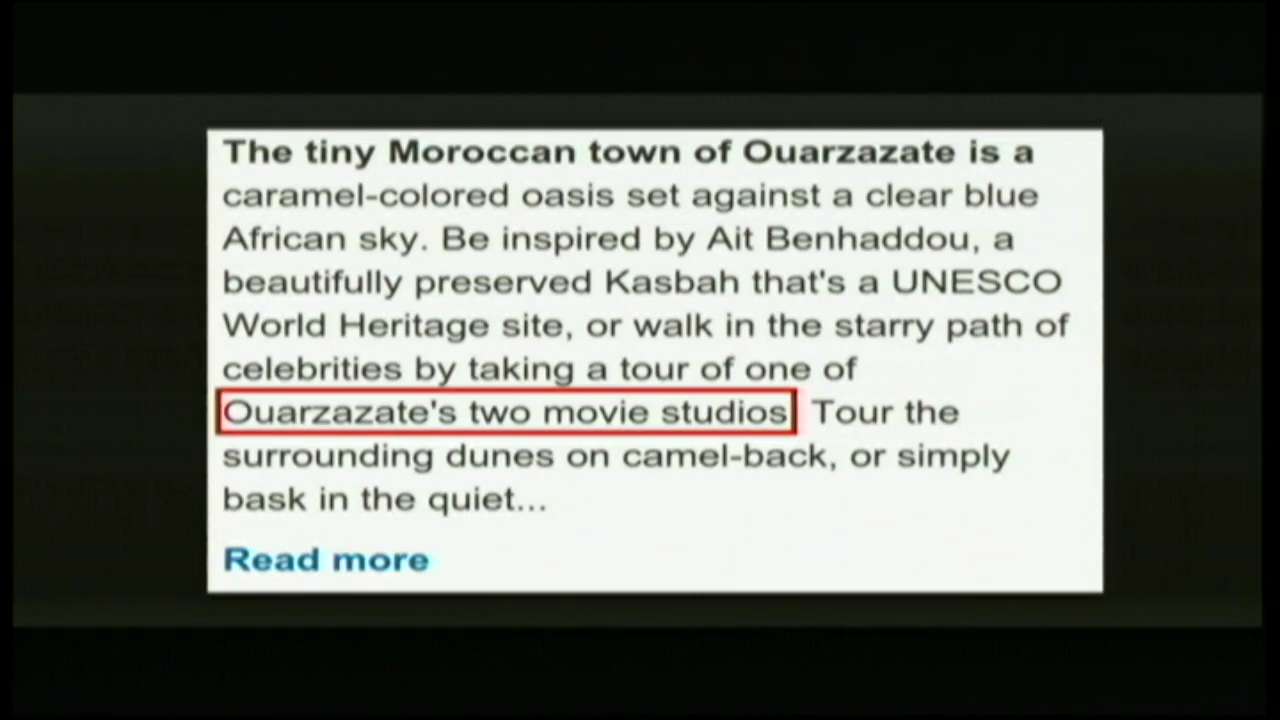 The tiny Moroccan town of Ouarzazate is a
caramel-colored oasis set against a clear blue
African sky. Be inspired by Ait Benhaddou, a
beautifully preserved Kasbah that's a UNESCO
World Heritage site, or walk in the starry path of
celebrities by taking a tour of one of
Ouarzazate's two movie studios Tour the
surrounding dunes on camel-back, or simply
bask in the quiet...
Read more